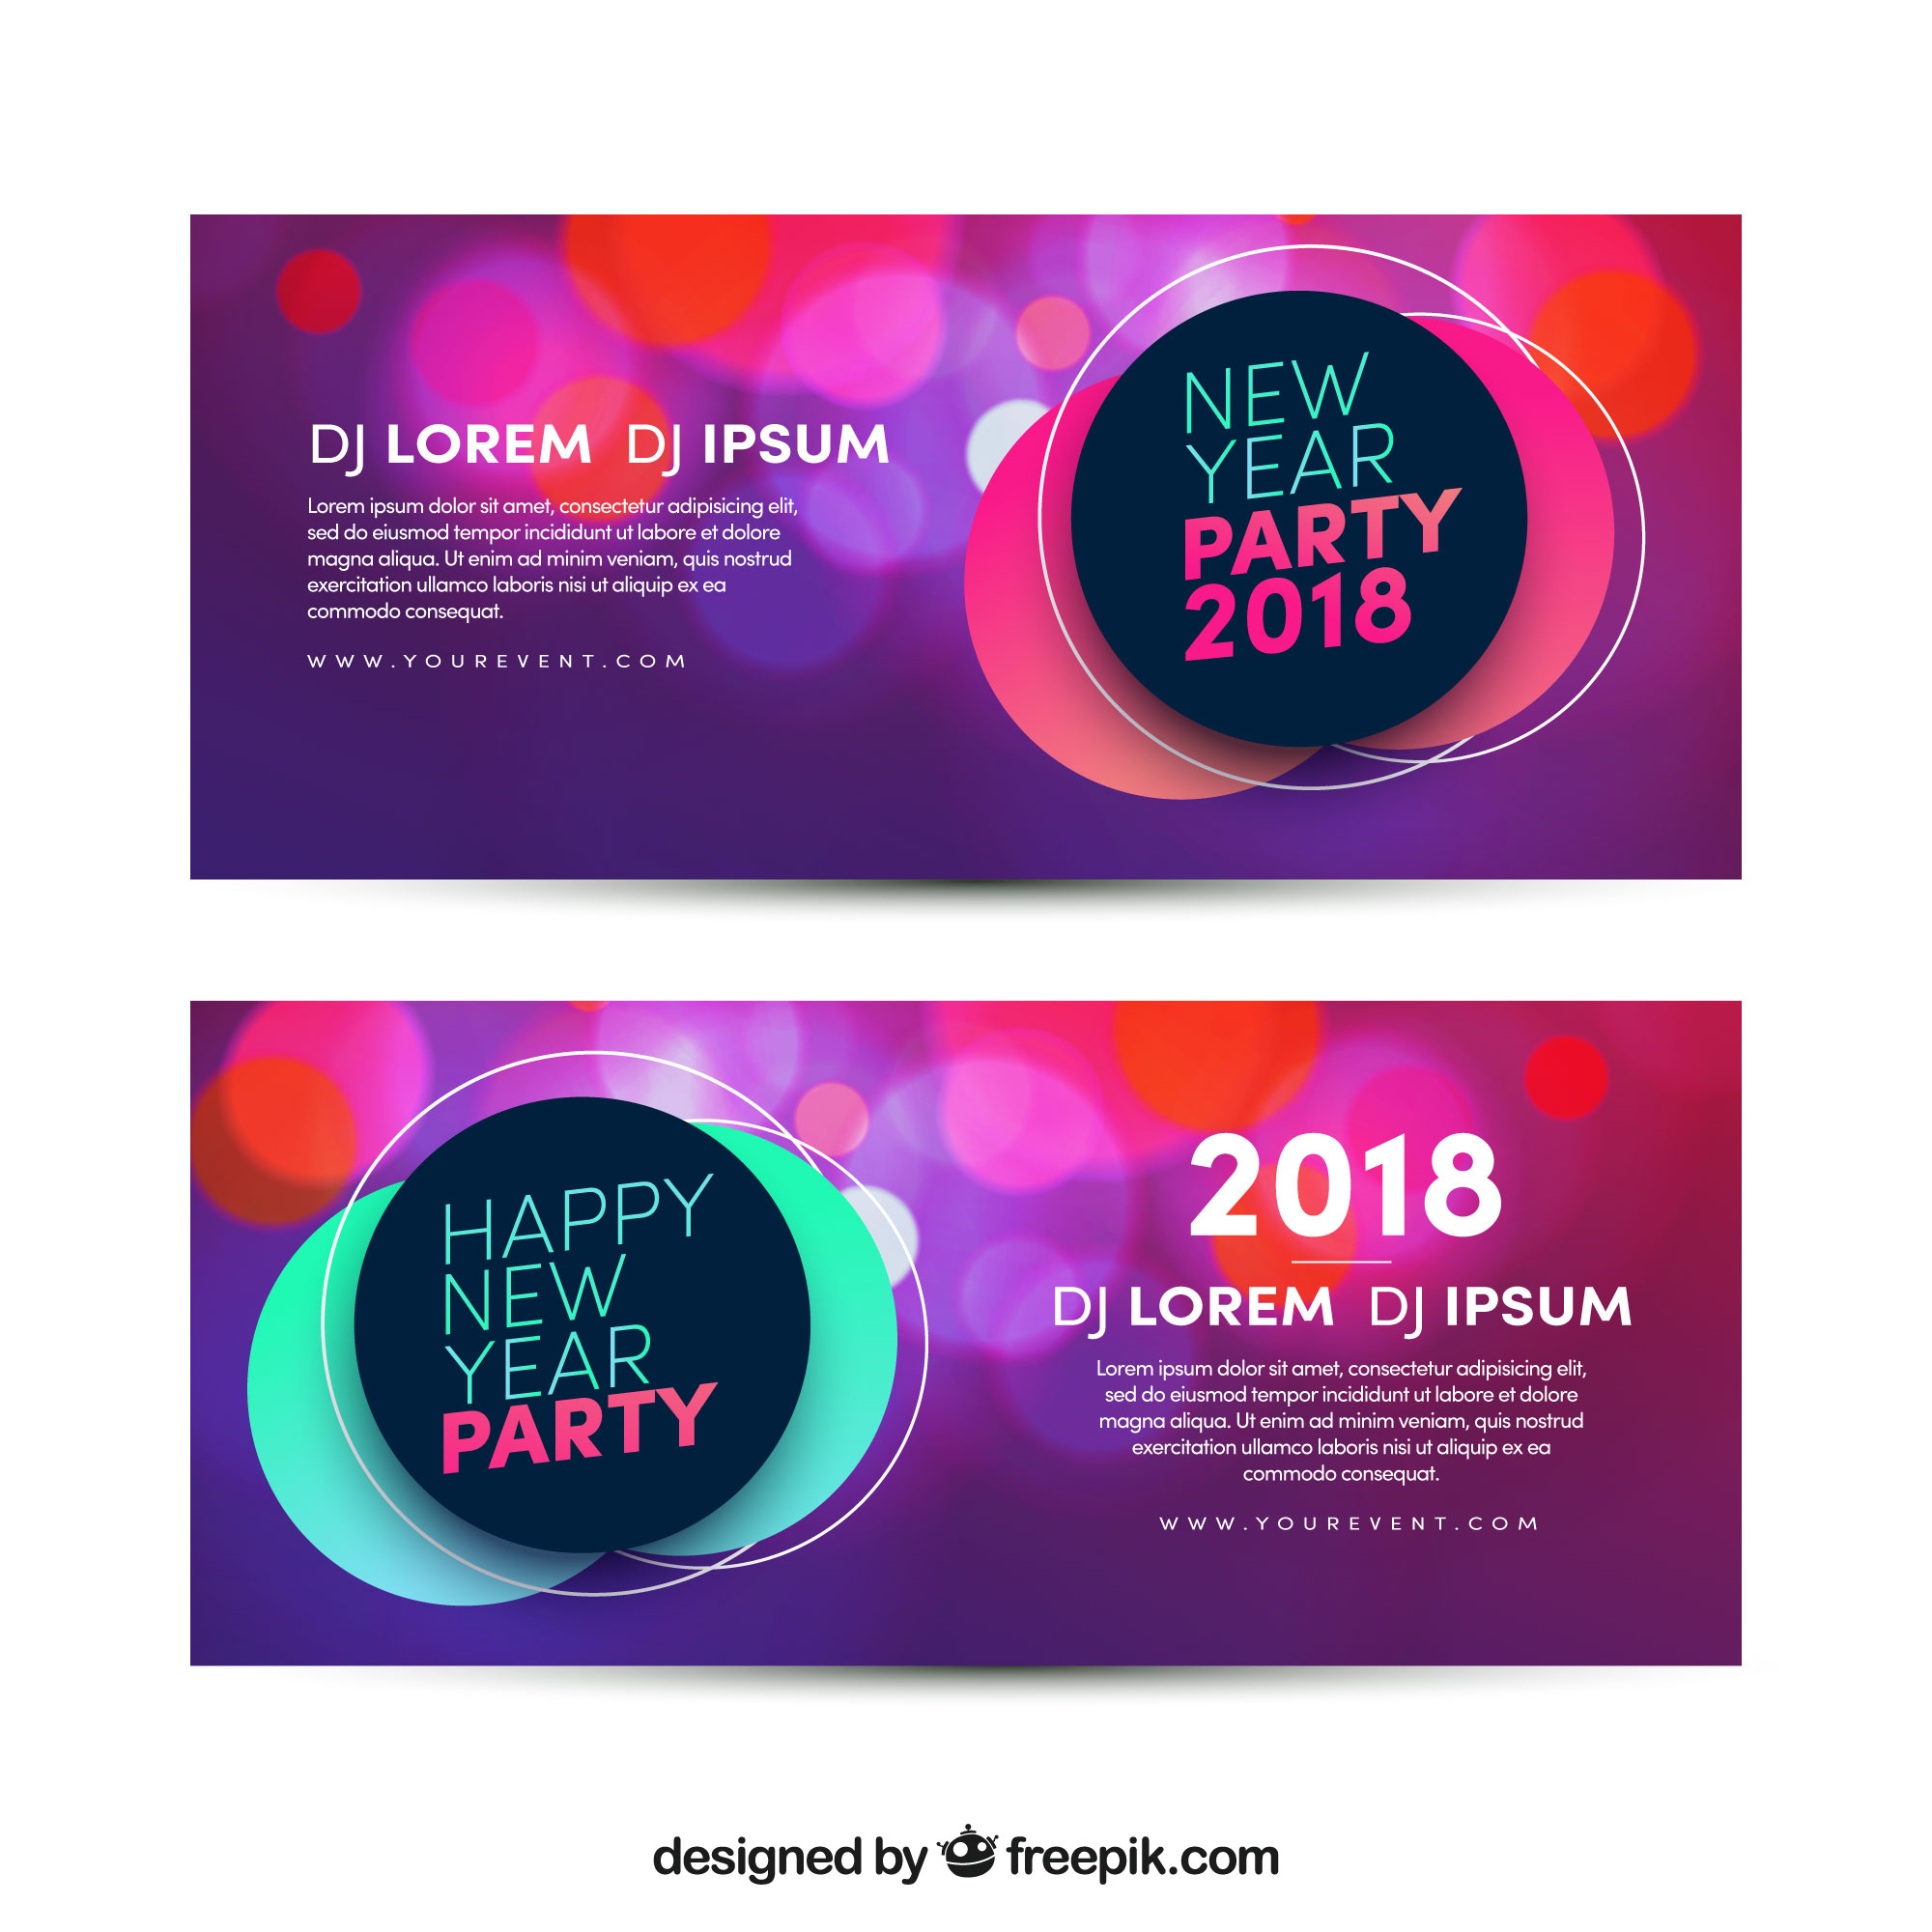 DJ LOREM DJ IPSUM
Lorem ipsum dolor sit amet, consectetur adipisicing elit,
sed do eiusmod tempor incididunt ut labore et dolore
magna aliqua. Ut enim ad minim veniam, quis nostrud
exercitation ullamco laboris nisi ut aliquip ex ea
commodo consequat.
WWW.YOUREVENT.COM
NEW
YEAR
PARTY
2018
HAPPY
NEW
YEAR
PARTY
2018
DJ LOREM DJ IPSUM
Lorem ipsum dolor sit amet, consectetur adipisicing elit,
sed do eiusmod tempor incididunt ut labore et dolore
magna aliqua. Ut enim ad minim veniam, quis nostrud
exercitation ullamco laboris nisi ut aliquip ex ea
commodo consequat.
WWW.YOUREVENT.COM
designed by freepik.com